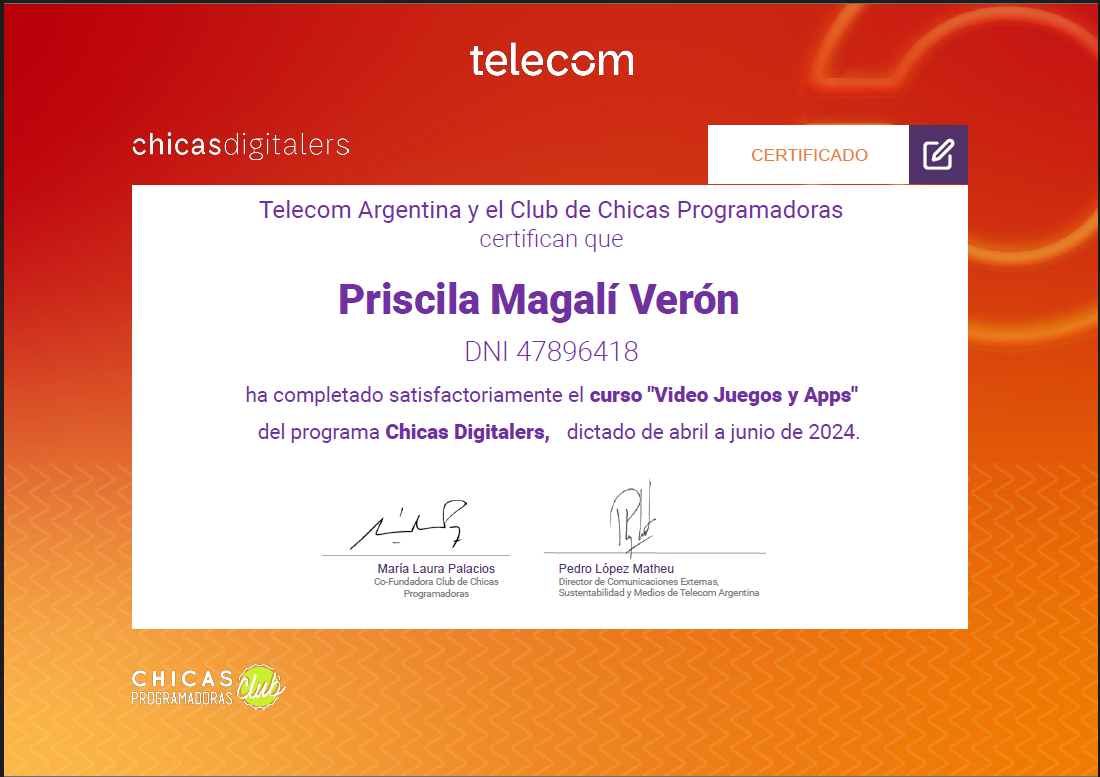 telecom
chicasdigitalers
CERTIFICADO
Telecom Argentina y el Club de Chicas Programadoras
certifican que
Priscila Magalí Verón
DNI 47896418
ha completado satisfactoriamente el curso "Video Juegos y Apps"
del programa Chicas Digitalers, dictado de abril a junio de 2024.
María Laura Palacios
Co-Fundadora Club de Chicas
Programadoras
Pedro López Matheu
Director de Comunicaciones Externas,
Sustentabilidad y Medios de Telecom Argentina
CHICAS
PROGRAMADORAS
Club